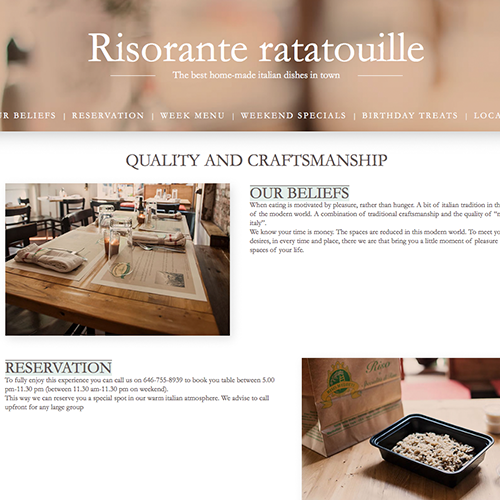 Risorante ratatouille
The best home-made italian dishes in town
UR BELIEFS | RESERVATION | WEEK MENU | WEEKEND SPECIALS | BIRTHDAY TREATS | LOCA
QUALITY AND CRAFTSMANSHIP
OUR BELIEFS
When eating is motivated by pleasure, rather than hunger. A bit of italian tradition in th
of the modern world. A combination of traditional craftsmanship and the quality of "
italy".
We know your time is money. The spaces are reduced in this modern world. To meet yo
desires, in every time and place, there we are that bring you a little moment of pleasure
spaces of your life.
RESERVATION
To fully enjoy this experience you can call us on 646-755-8939 to book you table between 5.00
pm-11.30 pm (between 11.30 am-11.30 pm on weekend).
This way we can reserve you a special spot in our warm italian atmosphere. We advise to call
upfront for any large group